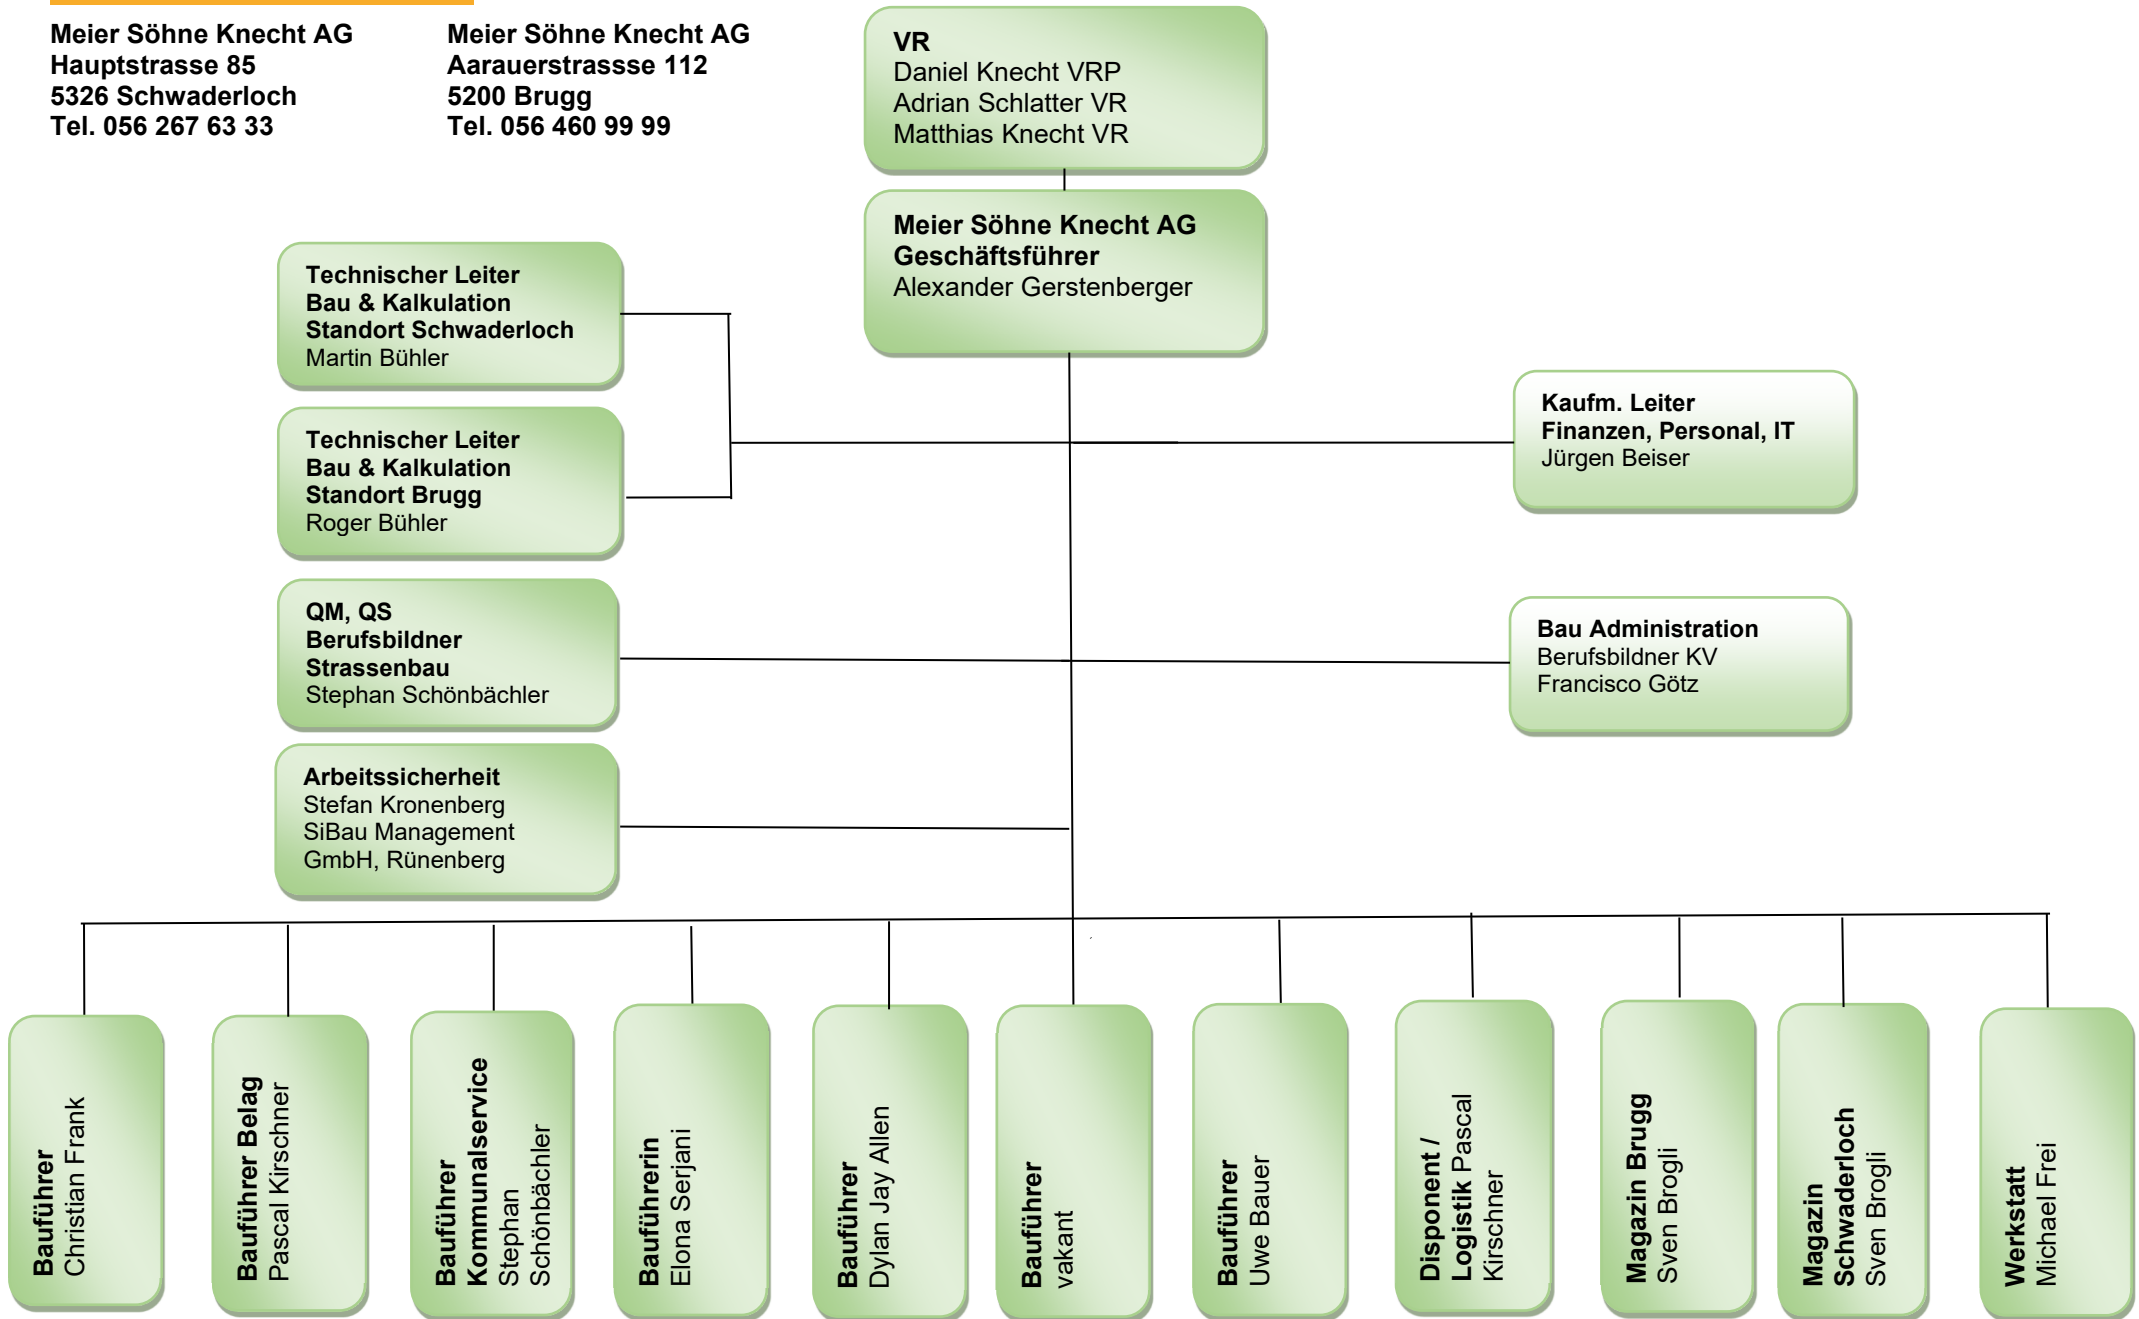 Meier Söhne Knecht AG
Hauptstrasse 85
5326 Schwaderloch
Tel. 056 267 63 33
Meier Söhne Knecht AG
Aarauerstrassse 112
5200 Brugg
Tel. 056 460 99 99
VR
Daniel Knecht VRP
Adrian Schlatter VR
Matthias Knecht VR
Meier Söhne Knecht AG
Geschäftsführer
Alexander Gerstenberger
Technischer Leiter
Bau & Kalkulation
Standort Schwaderloch
Martin Bühler
Technischer Leiter
Bau & Kalkulation
Standort Brugg
Roger Bühler
Kaufm. Leiter
Finanzen, Personal, IT
Jürgen Beiser
QM, QS
Berufsbildner
Strassenbau
Stephan Schönbächler
Bau Administration
Berufsbildner KV
Francisco Götz
Arbeitssicherheit
Stefan Kronenberg
SiBau Management
GmbH, Rünenberg
Bauführer
Christian Frank
Bauführer Belag
Pascal Kirschner
Bauführer
Kommunalservice
Stephan
Schönbächler
Bauführerin
Elona Serjani
Bauführer
Dylan Jay Allen
Bauführer
vakant
Bauführer
Uwe Bauer
Disponent /
Logistik Pascal
Kirschner
Magazin Brugg
Sven Brogli
Magazin
Schwaderloch
Sven Brogli
Werkstatt
Michael Frei